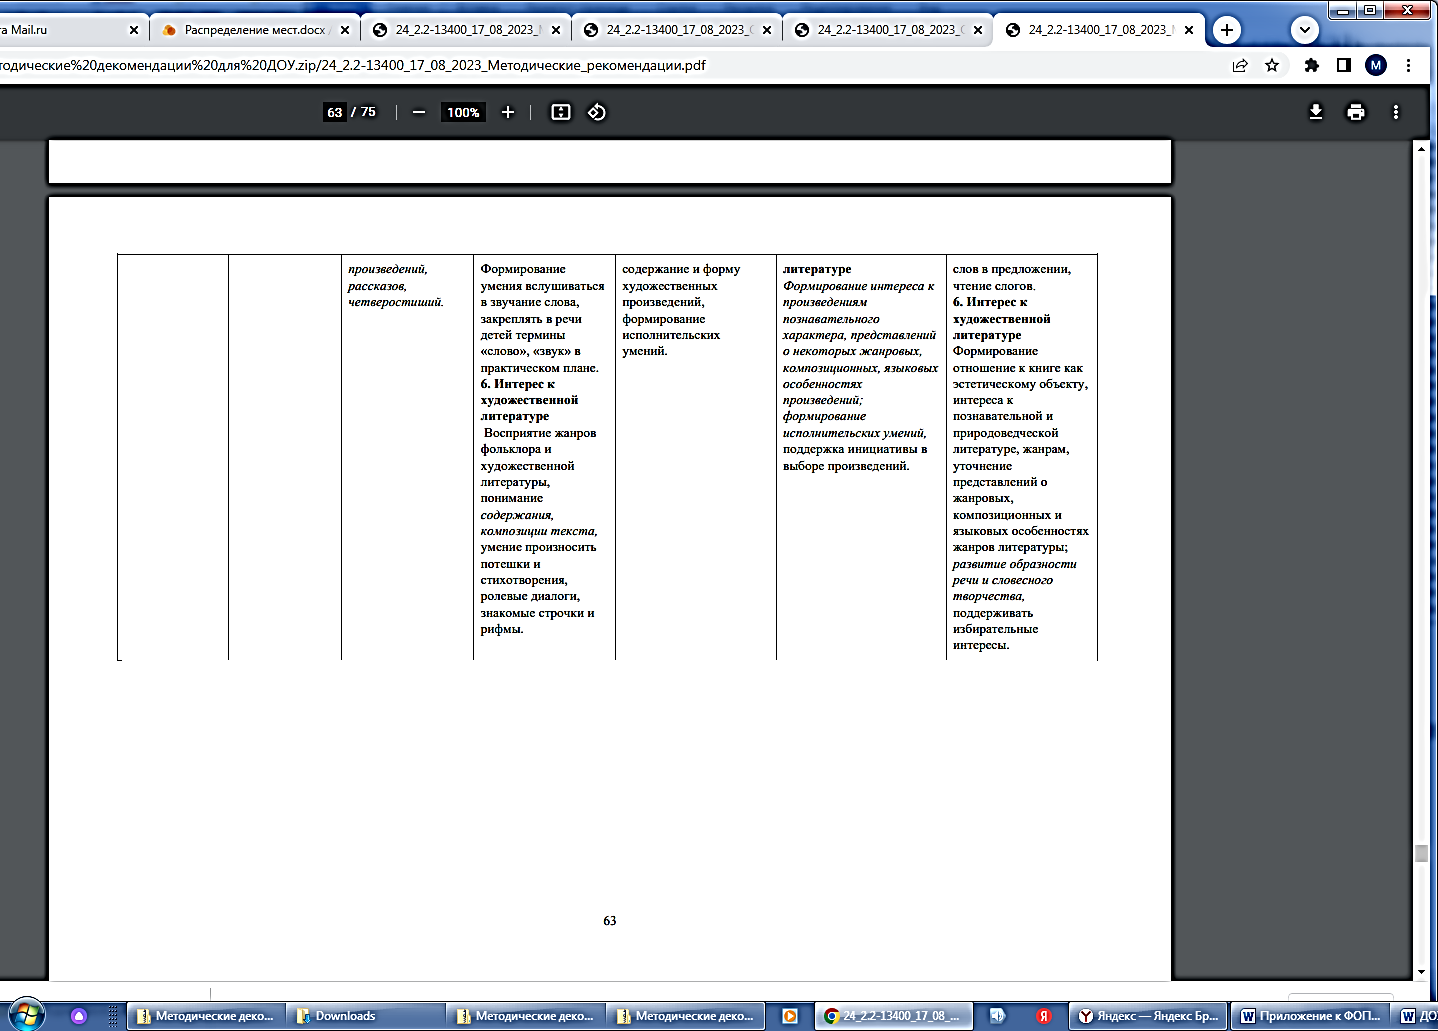 а Mail.ru
Распределение мест.docx /
24_2.2-13400_17_08_2023_
24_2.2-13400_17_08_2023_
24_2.2-13400_17_08_2023_
24_2.2-13400_17_08_2023_
тодические%20декомендации%20для%20ДОУ.zip/24_2.2-13400_17_08_2023_Методические_рекомендации.pdf
M
63 / 75
100%
произведений,
рассказов,
четверостиший.
Формирование
умения вслушиваться
в звучание слова,
закреплять в речи
детей термины
«слово», «звук» в
практическом плане.
6. Интерес к
художественной
литературе
Восприятие жанров
фольклора и
художественной
литературы,
понимание
содержания,
композиции текста,
умение произносить
потешки и
стихотворения,
ролевые диалоги,
знакомые строчки и
рифмы.
содержание и форму
художественных
произведений,
формирование
исполнительских
умений.
литературе
Формирование интереса к
произведениям
познавательного
характера, представлений
о некоторых жанровых,
композиционных, языковых
особенностях
произведений;
формирование
исполнительских умений,
поддержка инициативы в
выборе произведений.
слов в предложении,
чтение слогов.
6. Интерес к
художественной
литературе
Формирование
отношение к книге как
эстетическому объекту,
интереса к
познавательной и
природоведческой
литературе, жанрам,
уточнение
представлений о
жанровых,
композиционных и
языковых особенностях
жанров литературы;
развитие образности
речи и словесного
творчества,
поддерживать
избирательные
интересы.
63
Методические деко...
Downloads
Методические деко...
Методические деко...
24_2.2-13400_17_08_...
Я
Яндекс — Яндекс Бр...
Приложение к ФОП...
ДО